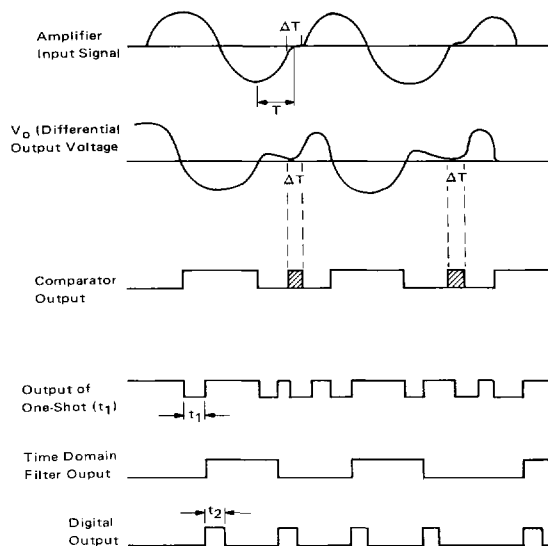 Amplifier
Input Signal
ΔT
T
Vo (Differential
Output Voltage
ΔT
ΔT
Comparator
Output
Output of
One-Shot (t1)
t1
Time Domain
Filter Ouput
t2
Digital
Output